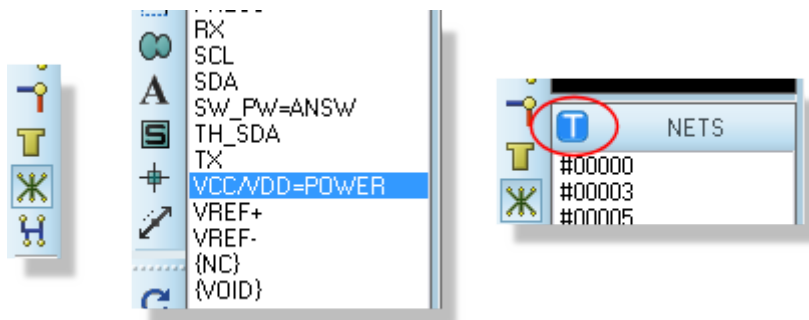 RX
SCL
SDA
SW_PW=ANSW
TH_SDA
TX
VCC/VDD=POWER
VREF+
VREF-
{NC}
{VOID}
A
S
C
T NETS
#00000
#00003
#00005